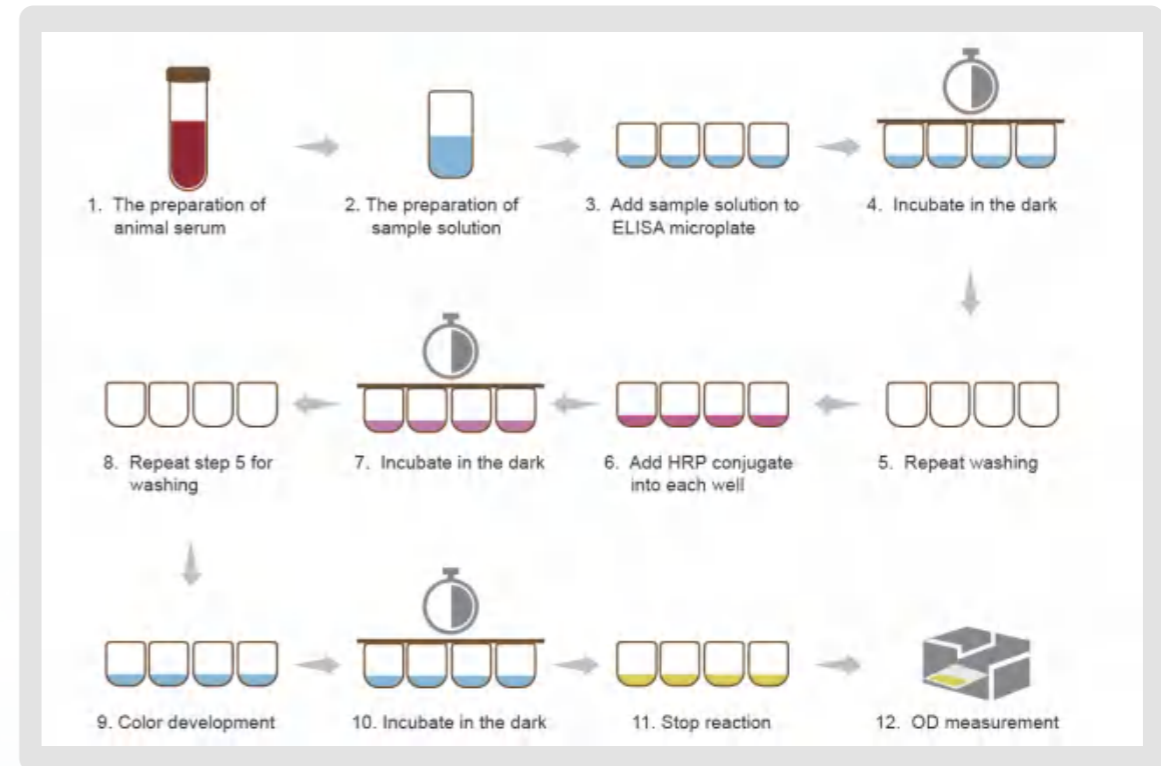 1. The preparation of
animal serum
2. The preparation of
sample solution
3. Add sample solution to
ELISA microplate
4. Incubate in the dark
5. Repeat washing
6. Add HRP conjugate
into each well
7. Incubate in the dark
8. Repeat step 5 for
washing
9. Color development
10. Incubate in the dark
11. Stop reaction
12. OD measurement